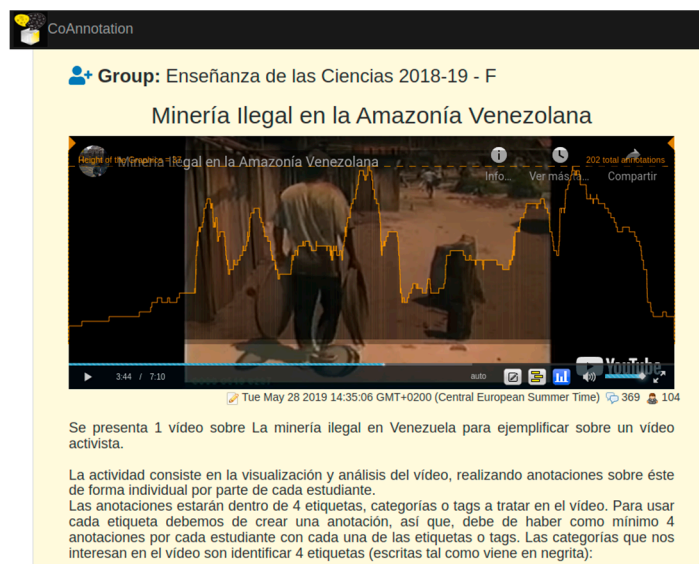 CoAnnotation
Group: Enseñanza de las Ciencias 2018-19 - F
Minería Ilegal en la Amazonía Venezolana
Height of the Graphics = 37
Minería Ilegal en la Amazonía Venezolana
202 total annotations
Info...
Ver más
Compartir
YouTube
3:44 / 7:10
auto
Tue May 28 2019 14:35:06 GMT+0200 (Central European Summer Time) 369 104
Se presenta 1 vídeo sobre La minería ilegal en Venezuela para ejemplificar sobre un vídeo
activista.
La actividad consiste en la visualización y análisis del vídeo, realizando anotaciones sobre éste
de forma individual por parte de cada estudiante.
Las anotaciones estarán dentro de 4 etiquetas, categorías o tags a tratar en el vídeo. Para usar
cada etiqueta debemos de crear una anotación, así que, debe de haber como mínimo 4
anotaciones por cada estudiante con cada una de las etiquetas o tags. Las categorías que nos
interesan en el vídeo son identificar 4 etiquetas (escritas tal como viene en negrita):